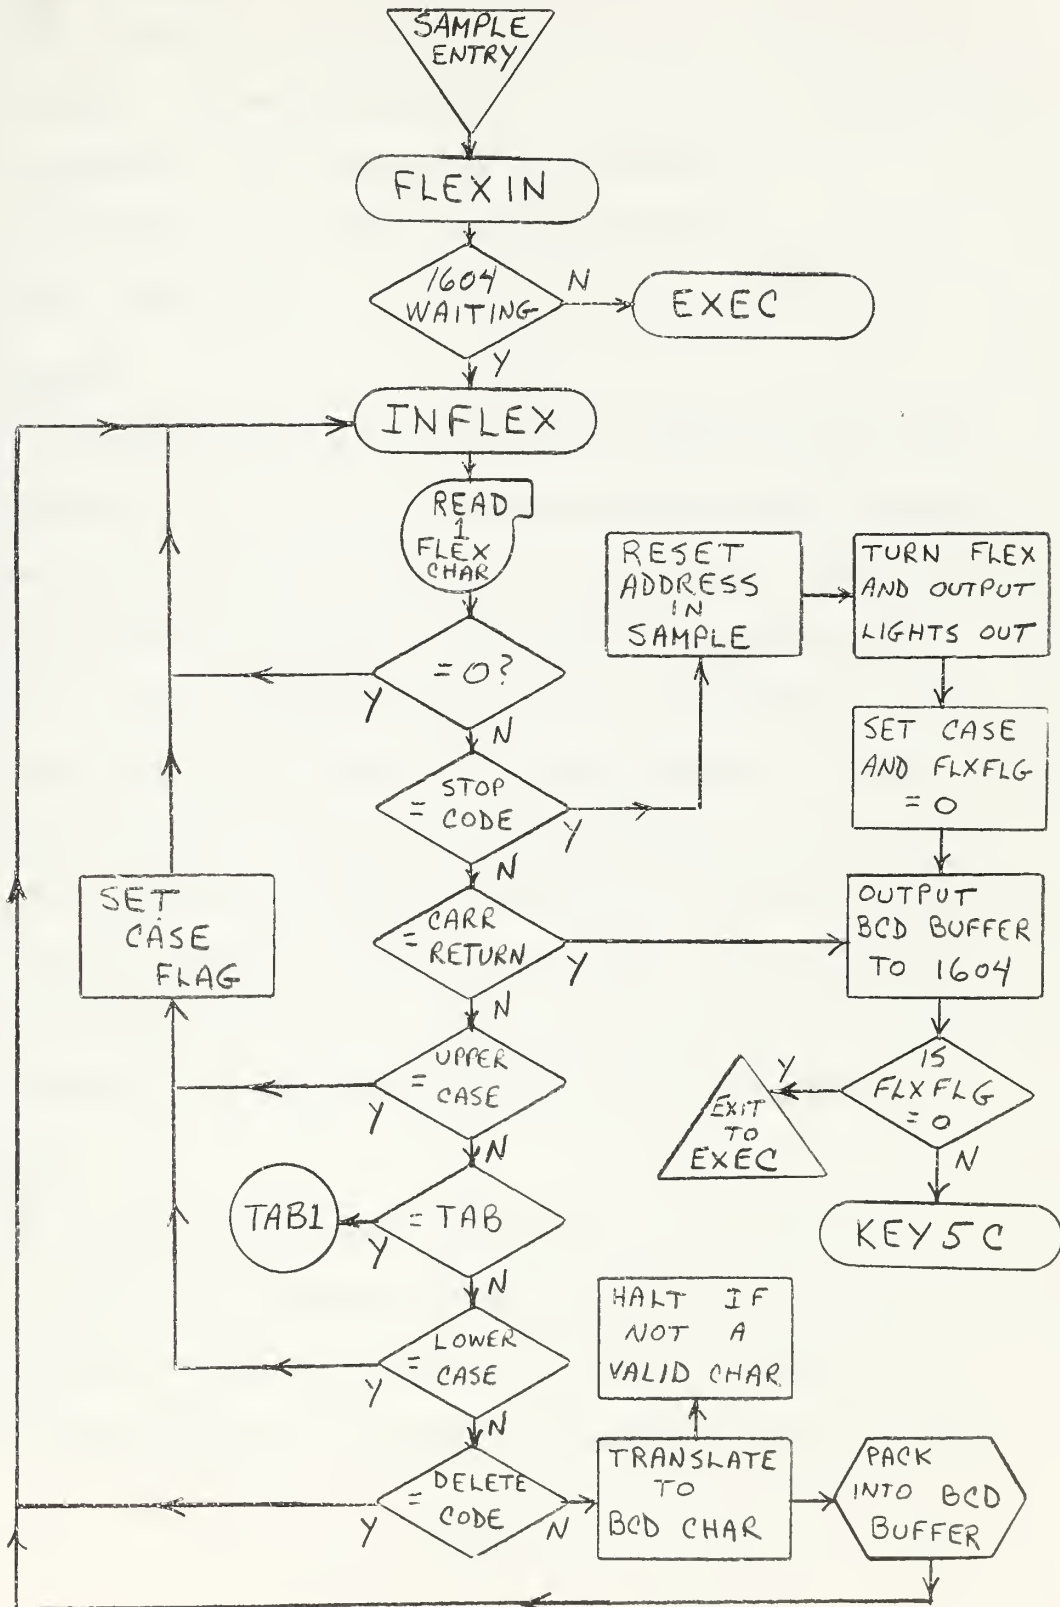 SAMPLE
ENTRY
FLEXIN
1604
WAITING
N
EXEC
Y
INFLEX
READ
1
FLEX
CHAR
RESET
ADDRESS
IN
SAMPLE
TURN FLEX
AND OUTPUT
LIGHTS OUT
= 0?
Y
N
SET CASE
AND FLXFLG
= 0
STOP
= CODE
Y
N
SET
CASE
FLAG
CARR
= RETURN
Y
N
OUTPUT
BCD BUFFER
TO 1604
UPPER
= CASE
Y
N
IS
FLXFLG
= 0
Y
N
EXIT
TO
EXEC
KEY5C
TAB1
= TAB
Y
N
LOWER
= CASE
Y
N
HALT IF
NOT A
VALID CHAR
DELETE
= CODE
Y
N
TRANSLATE
TO
BCD CHAR
PACK
INTO BCD
BUFFER